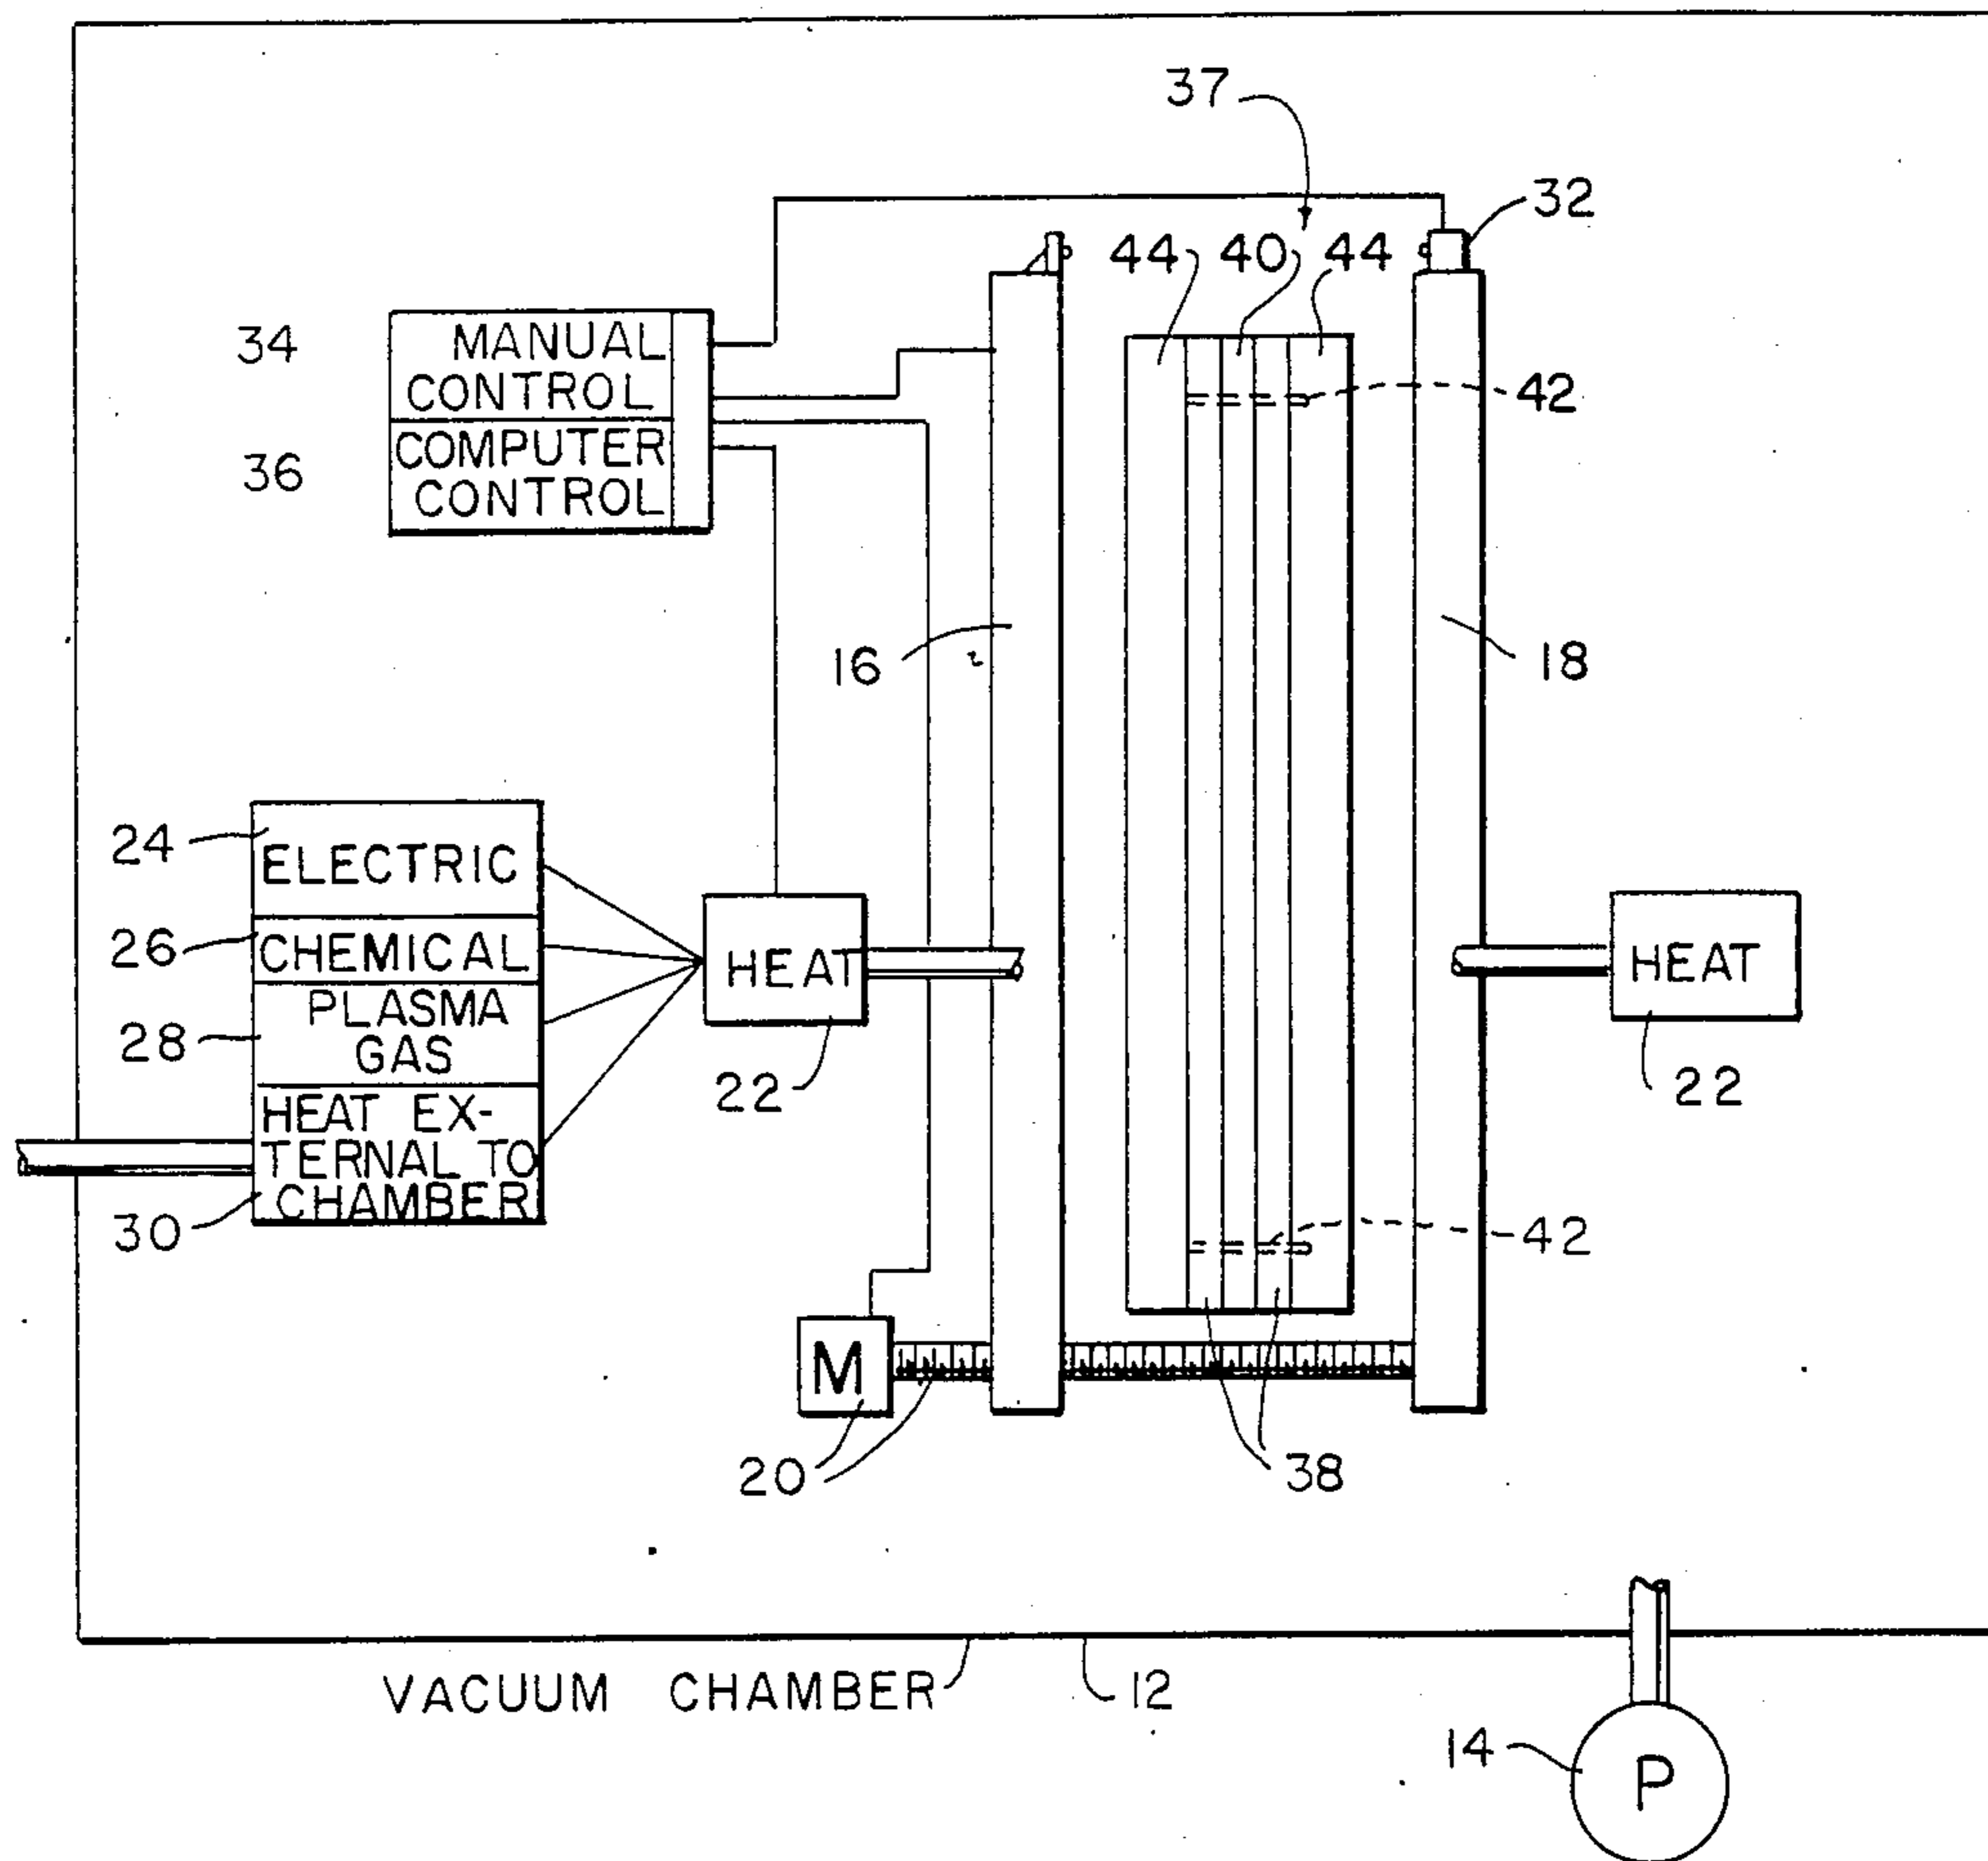 37
32
44 40 44
34
MANUAL
CONTROL
42
36
COMPUTER
CONTROL
16
18
24
ELECTRIC
26
CHEMICAL
HEAT
HEAT
28
PLASMA
GAS
22
22
HEAT EX-
TERNAL TO
CHAMBER
30
42
M
20
38
VACUUM CHAMBER
12
14
P